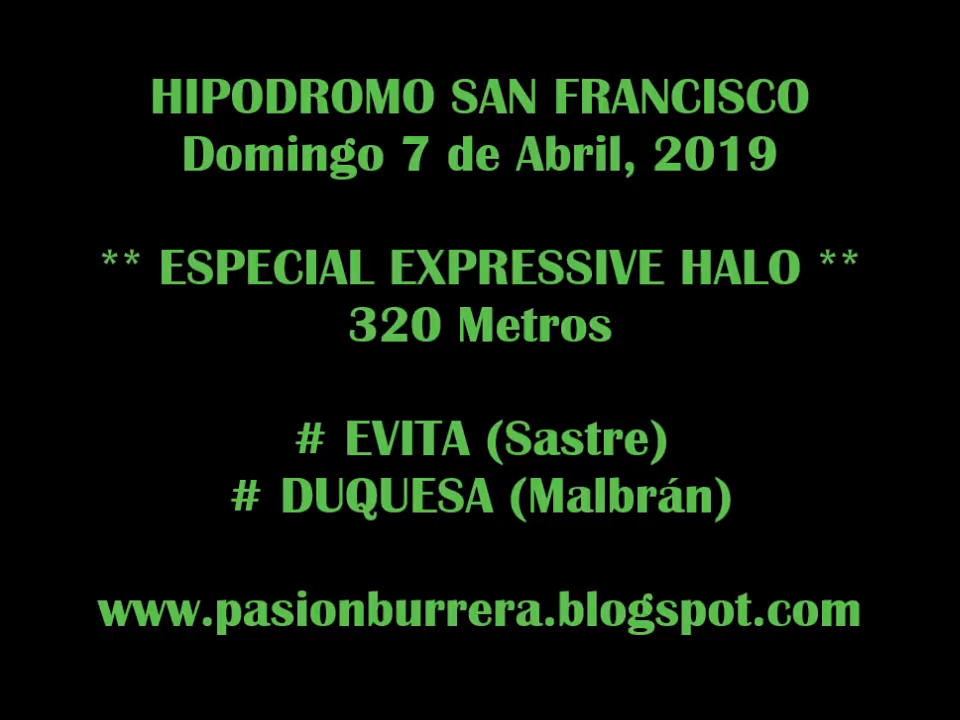 HIPODROMO SAN FRANCISCO
Domingo 7 de Abril, 2019
** ESPECIAL EXPRESSIVE HALO **
320 Metros
# EVITA (Sastre)
# DUQUESA (Malbrán)
www.pasionburrera.blogspot.com